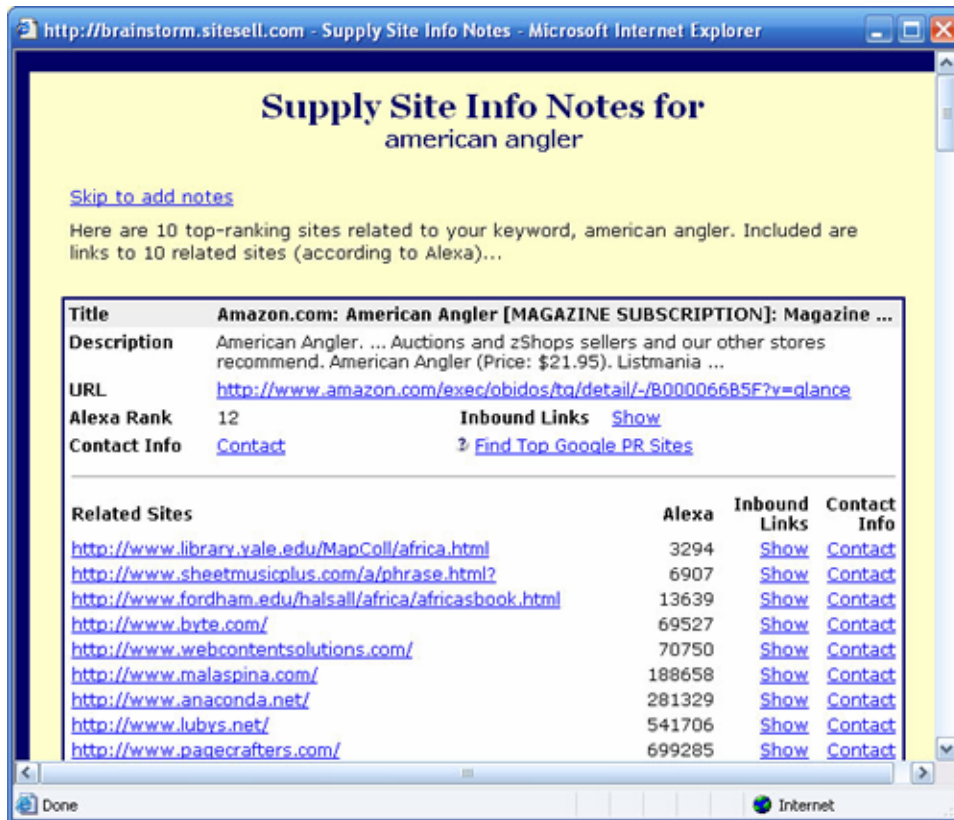 http://brainstorm.sitesell.com - Supply Site Info Notes - Microsoft Internet Explorer
Supply Site Info Notes for
american angler
Skip to add notes
Here are 10 top-ranking sites related to your keyword, american angler. Included are
links to 10 related sites (according to Alexa)...
Title Amazon.com: American Angler [MAGAZINE SUBSCRIPTION]: Magazine ...
Description American Angler. ... Auctions and zShops sellers and our other stores
recommend. American Angler (Price: $21.95). Listmania ...
URL http://www.amazon.com/exec/obidos/tg/detail/-/B000066B5F?v=glance
Alexa Rank 12 Inbound Links Show
Contact Info Contact ? Find Top Google PR Sites
Related Sites Alexa Inbound Links Contact Info
http://www.library.yale.edu/MapColl/africa.html 3294 Show Contact
http://www.sheetmusicplus.com/a/phrase.html? 6907 Show Contact
http://www.fordham.edu/halsall/africa/africasbook.html 13639 Show Contact
http://www.byte.com/ 69527 Show Contact
http://www.webcontentsolutions.com/ 70750 Show Contact
http://www.malaspina.com/ 188658 Show Contact
http://www.anaconda.net/ 281329 Show Contact
http://www.lubys.net/ 541706 Show Contact
http://www.pagecrafters.com/ 699285 Show Contact
Done Internet